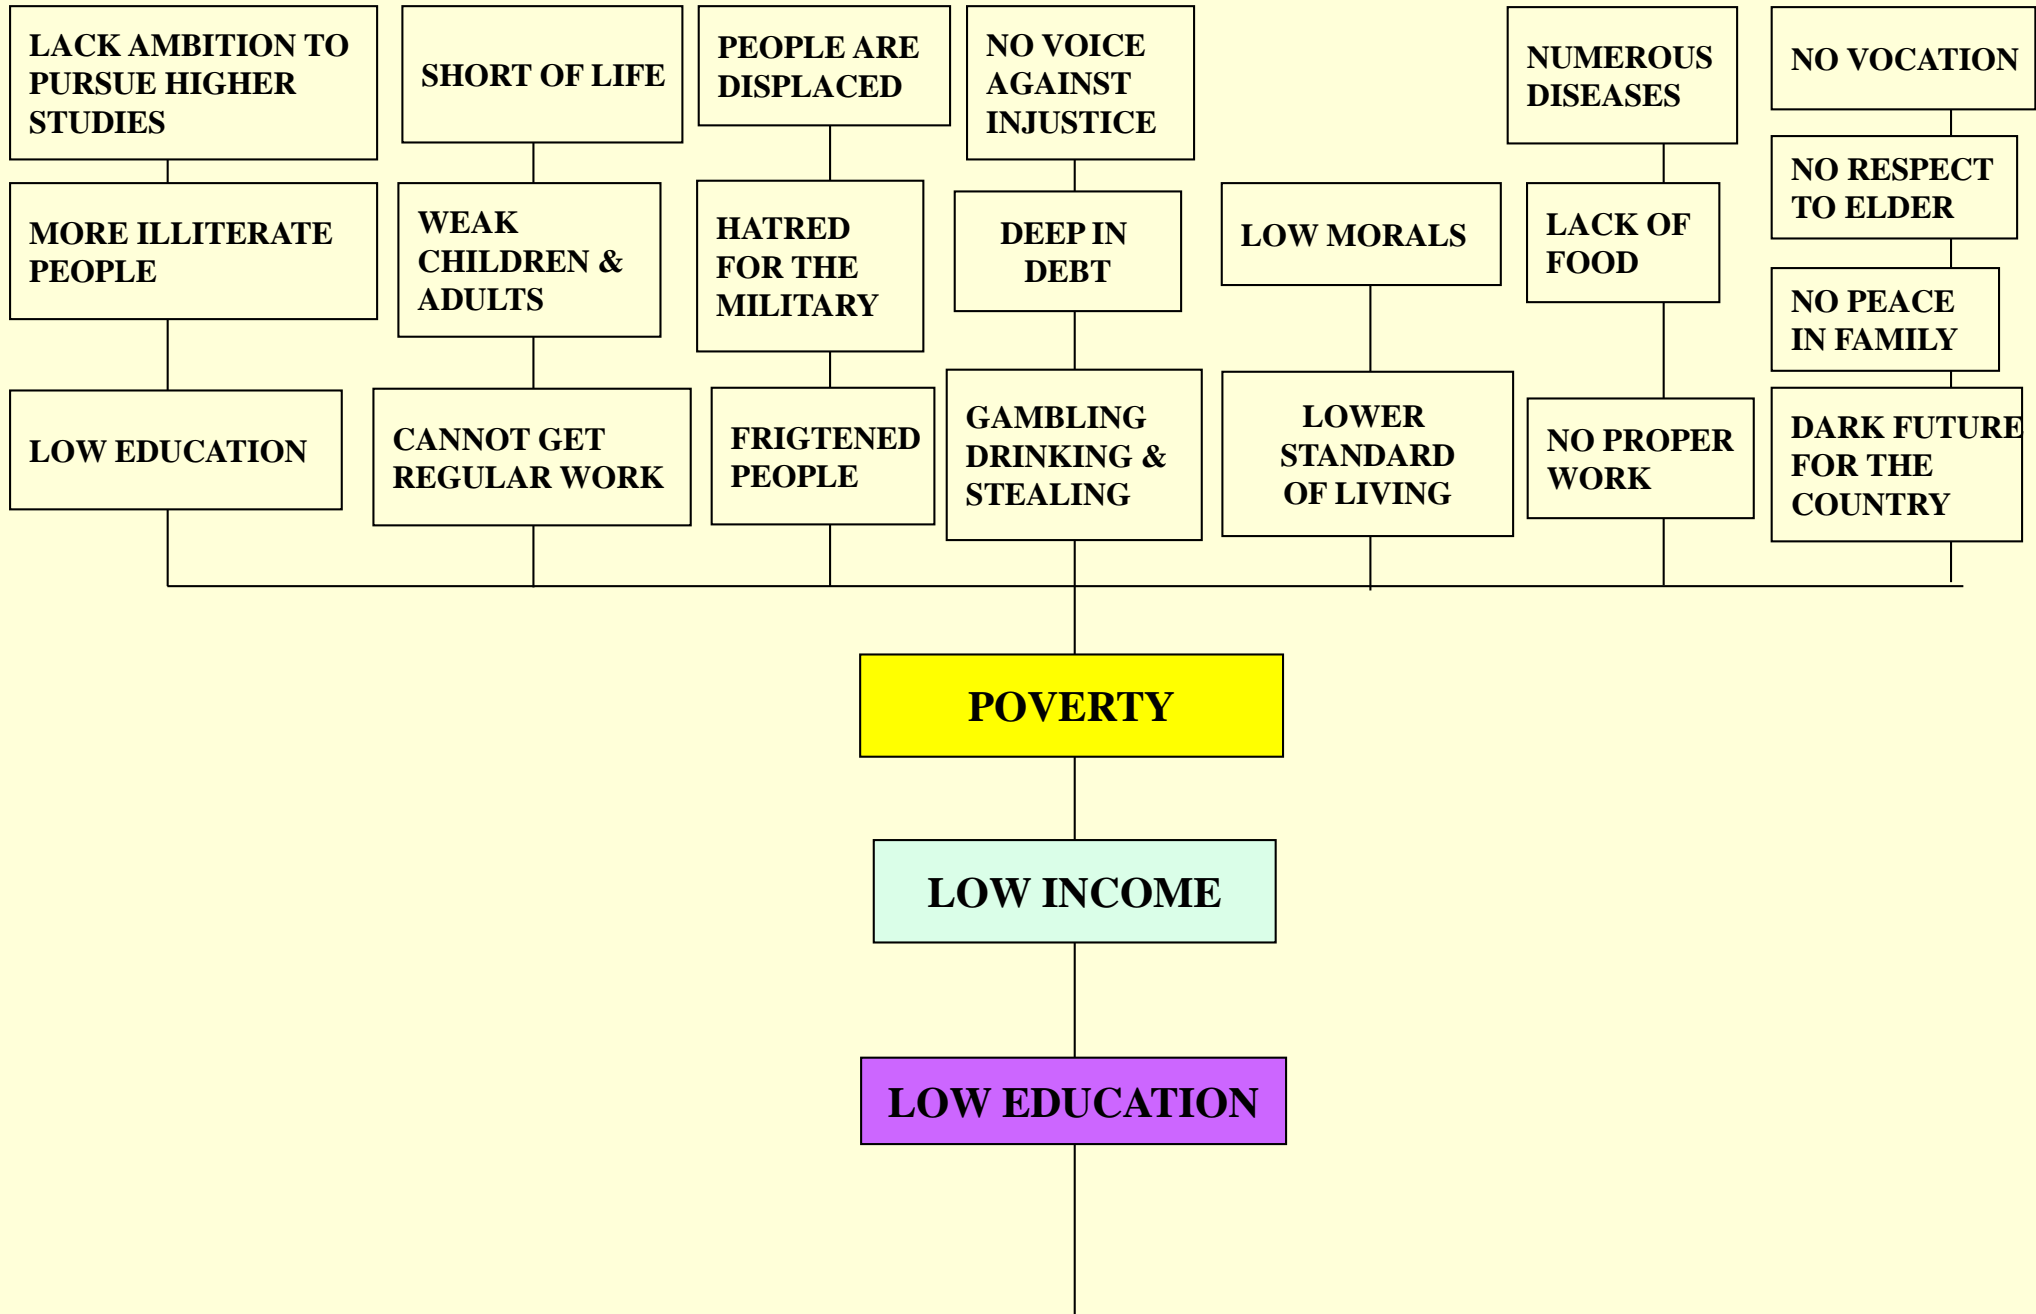 LACK AMBITION TO
PURSUE HIGHER
STUDIES
SHORT OF LIFE
PEOPLE ARE
DISPLACED
NO VOICE
AGAINST
INJUSTICE
NUMEROUS
DISEASES
NO VOCATION
NO RESPECT
TO ELDER
MORE ILLITERATE
PEOPLE
WEAK
CHILDREN &
ADULTS
HATRED
FOR THE
MILITARY
DEEP IN
DEBT
LOW MORALS
LACK OF
FOOD
NO PEACE
IN FAMILY
LOW EDUCATION
CANNOT GET
REGULAR WORK
FRIGTENED
PEOPLE
GAMBLING
DRINKING &
STEALING
LOWER
STANDARD
OF LIVING
NO PROPER
WORK
DARK FUTURE
FOR THE
COUNTRY
POVERTY
LOW INCOME
LOW EDUCATION